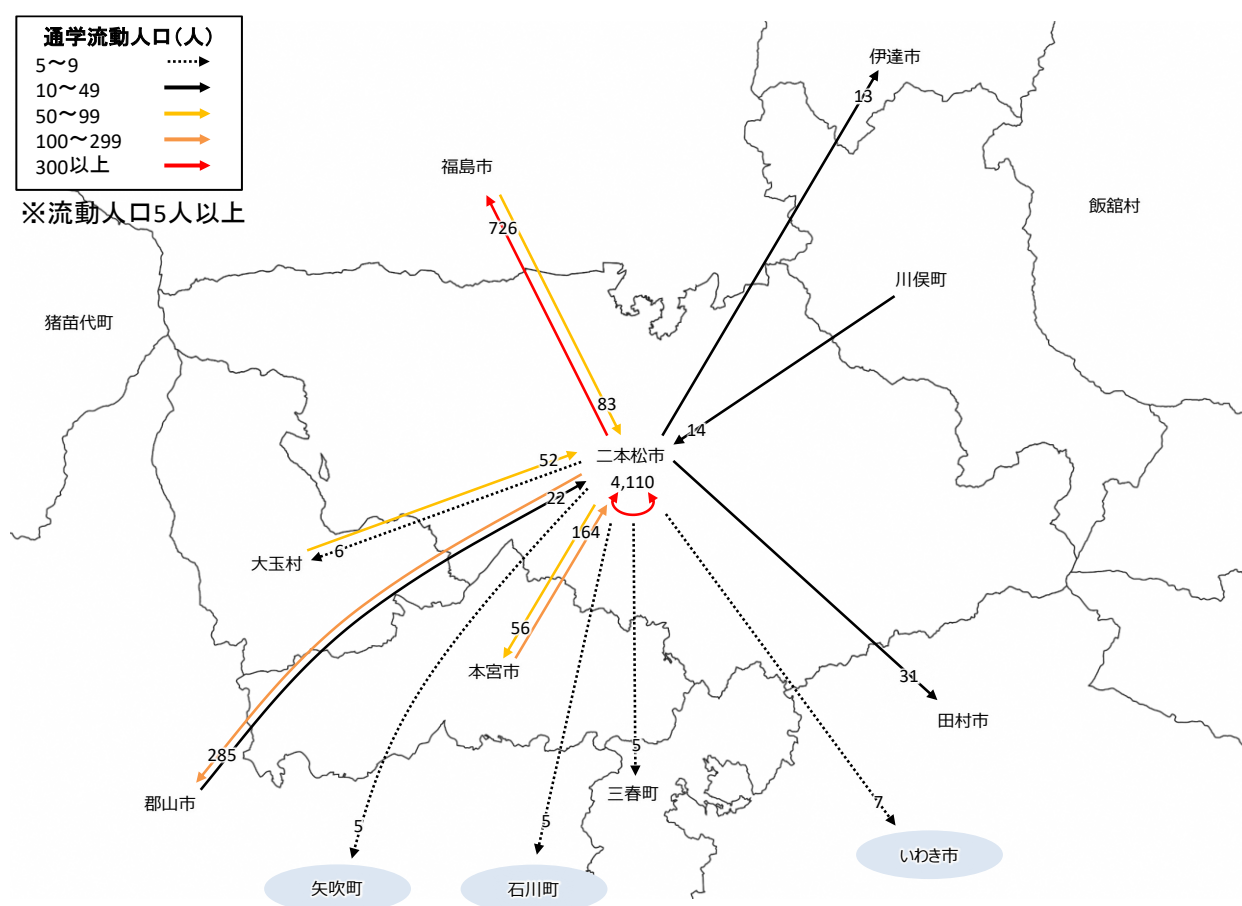 通学流動人口(人)
5～9
10～49
50～99
100～299
300以上
※流動人口5人以上
伊達市
13
福島市
726
飯舘村
川俣町
猪苗代町
83
14
二本松市
52
4,110
22
164
6
大玉村
56
本宮市
31
田村市
285
5
郡山市
三春町
7
5
5
いわき市
矢吹町
石川町